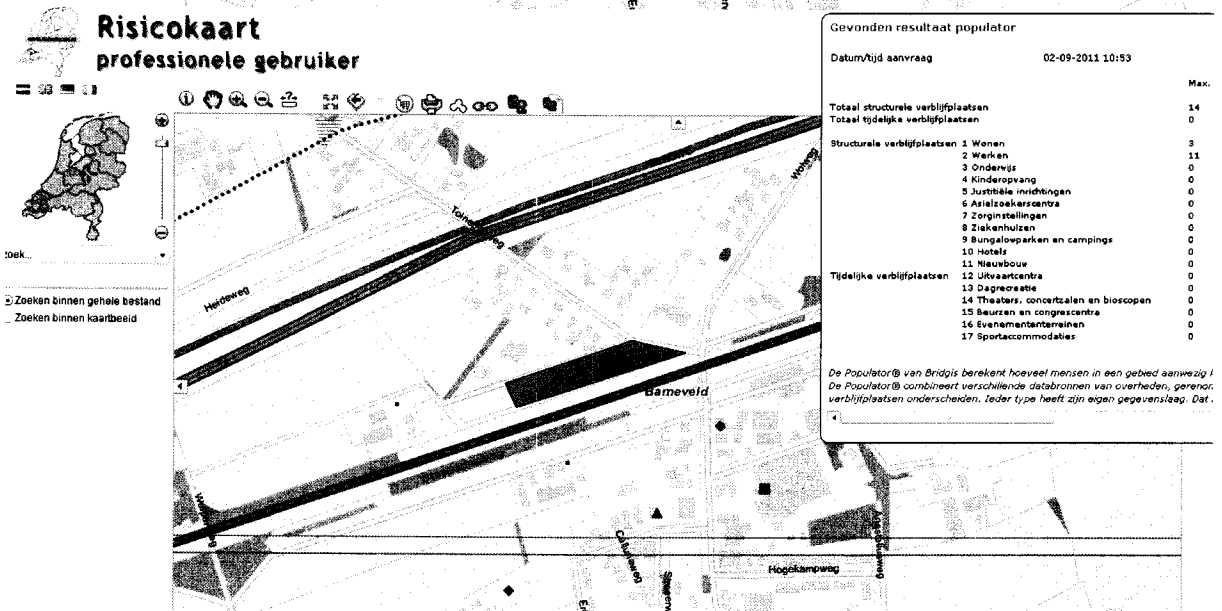 Risicokaart
professionele gebruiker
Zoeken binnen gehele bestand
Zoeken binnen kaartbeeld
Heideweg
Wolweg
Barneveld
Hogekampweg
Gevonden resultaat populator
Datum/tijd aanvraag 02-09-2011 10:53
Max.
Totaal structurele verblijfplaatsen 14
Totaal tijdelijke verblijfplaatsen 0
Structurele verblijfplaatsen 1 Wonen 3
2 Werken 11
3 Onderwijs 0
4 Kinderopvang 0
5 Justitiële inrichtingen 0
6 Asielzoekerscentra 0
7 Zorginstellingen 0
8 Ziekenhuizen 0
9 Bungalowparken en campings 0
10 Hotels 0
11 Nieuwbouw 0
Tijdelijke verblijfplaatsen 12 Uitvaartcentra 0
13 Dagrecreatie 0
14 Theaters, concertzalen en bioscopen 0
15 Beurzen en congrescentra 0
16 Evenemententerreinen 0
17 Sportaccommodaties 0
De Populator® van Bridgis berekent hoeveel mensen in een gebied aanwezig
De Populator® combineert verschillende databronnen van overheden,
verblijfplaatsen onderscheiden. Ieder type heeft zijn eigen gegevenslaag. Dat